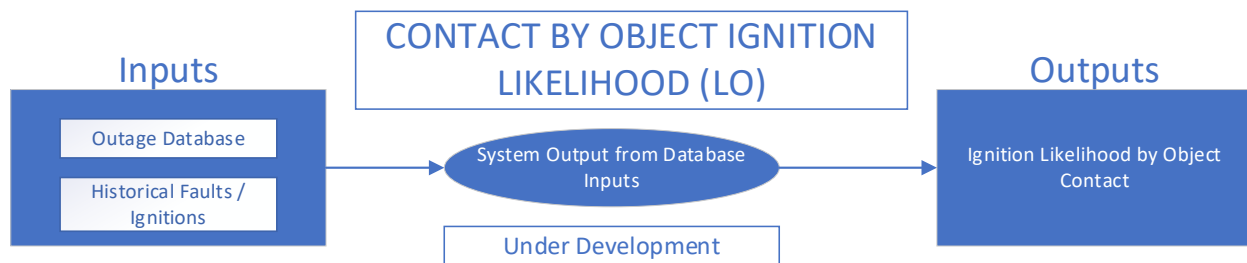 CONTACT BY OBJECT IGNITION
LIKELIHOOD (LO)
Inputs
Outage Database
Historical Faults /
Ignitions
System Output from Database
Inputs
Under Development
Outputs
Ignition Likelihood by Object
Contact